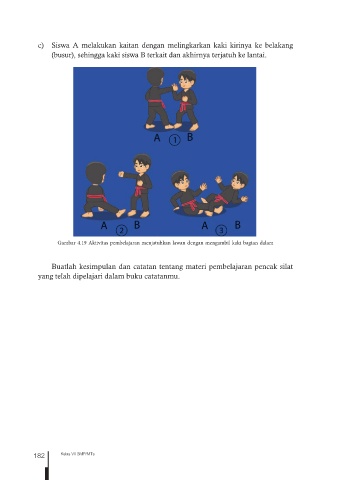 c) Siswa A melakukan kaitan dengan melingkarkan kaki kirinya ke belakang
(busur), sehingga kaki siswa B terkait dan akhirnya terjatuh ke lantai.
A 1 B
A 2 B
A 3 B
Gambar 4.19 Aktivitas pembelajaran menjatuhkan lawan dengan mengambil kaki bagian dalam
Buatlah kesimpulan dan catatan tentang materi pembelajaran pencak silat
yang telah dipelajari dalam buku catatanmu.
182 Kelas VII SMP/MTs